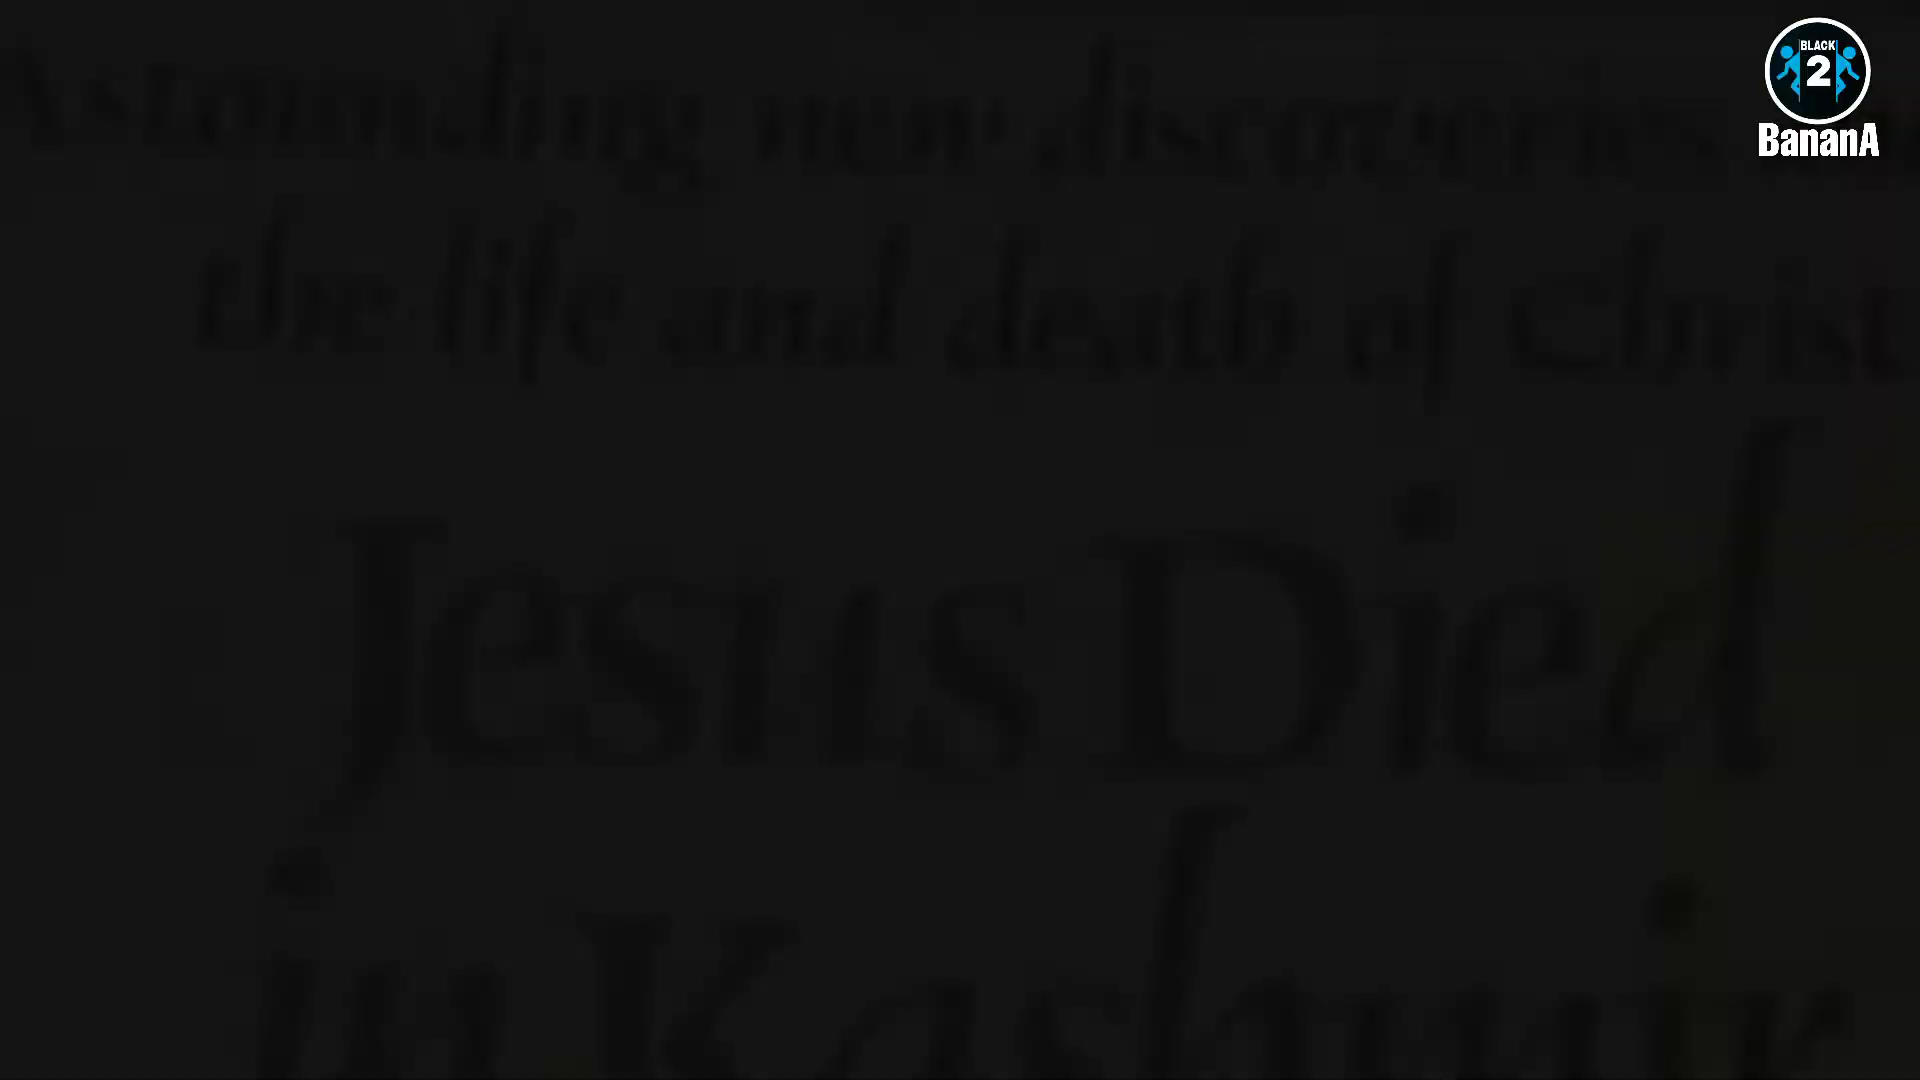 BLACK
2
BananA
Astounding new discoveries
the life and death of Christ
Jesus Died
in Kashmir